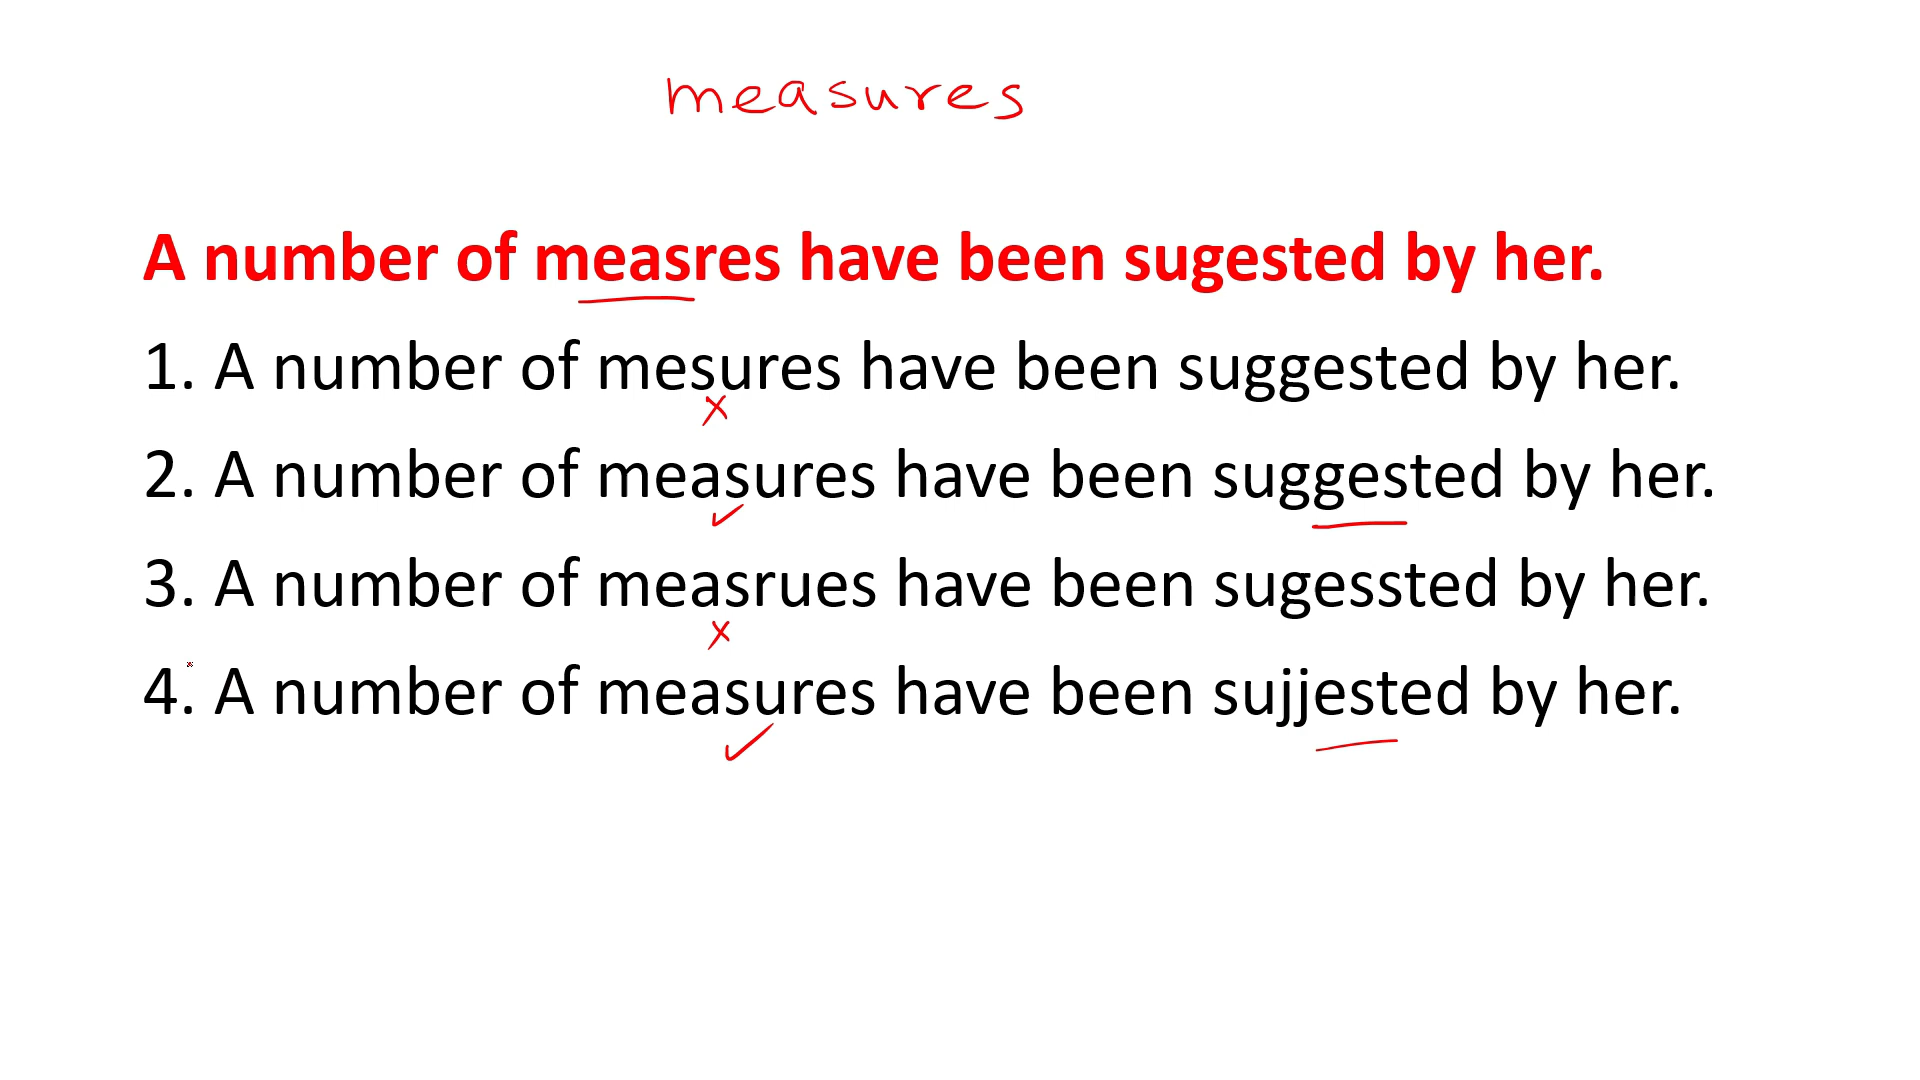 measures
A number of measres have been sugested by her.
1. A number of mesures have been suggested by her.
2. A number of measures have been suggested by her.
3. A number of measrues have been sugessted by her.
4. A number of measures have been sujjested by her.